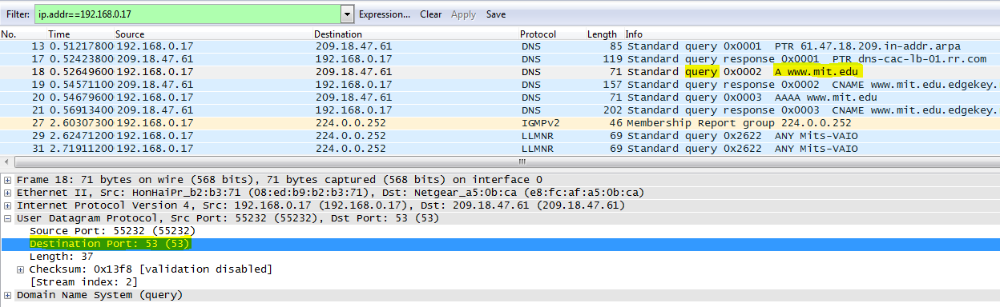 Filter: ip.addr==192.168.0.17 Expression... Clear Apply Save
No. Time Source Destination Protocol Length Info
13 0.51217800 192.168.0.17 209.18.47.61 DNS 85 Standard query 0x0001 PTR 61.47.18.209.in-addr.arpa
17 0.52423800 209.18.47.61 192.168.0.17 DNS 119 Standard query response 0x0001 PTR dns-cac-lb-01.rr.com
18 0.52649600 192.168.0.17 209.18.47.61 DNS 71 Standard query 0x0002 A www.mit.edu
19 0.54571100 209.18.47.61 192.168.0.17 DNS 157 Standard query response 0x0002 CNAME www.mit.edu.edgekey.
20 0.54679600 192.168.0.17 209.18.47.61 DNS 71 Standard query 0x0003 AAAA www.mit.edu
21 0.56913400 209.18.47.61 192.168.0.17 DNS 202 Standard query response 0x0003 CNAME www.mit.edu.edgekey.
27 2.60307300 192.168.0.17 224.0.0.252 IGMPv2 46 Membership Report group 224.0.0.252
29 2.62471200 192.168.0.17 224.0.0.252 LLMNR 69 Standard query 0x2622 ANY Mits-VAIO
31 2.71911200 192.168.0.17 224.0.0.252 LLMNR 69 Standard query 0x2622 ANY Mits-VAIO
Frame 18: 71 bytes on wire (568 bits), 71 bytes captured (568 bits) on interface 0
Ethernet II, Src: HonHaiPr_b2:b3:71 (08:ed:b9:b2:b3:71), Dst: Netgear_a5:0b:ca (e8:fc:af:a5:0b:ca)
Internet Protocol Version 4, Src: 192.168.0.17 (192.168.0.17), Dst: 209.18.47.61 (209.18.47.61)
User Datagram Protocol, Src Port: 55232 (55232), Dst Port: 53 (53)
Source Port: 55232 (55232)
Destination Port: 53 (53)
Length: 37
Checksum: 0x13f8 [validation disabled]
[Stream index: 2]
Domain Name System (query)